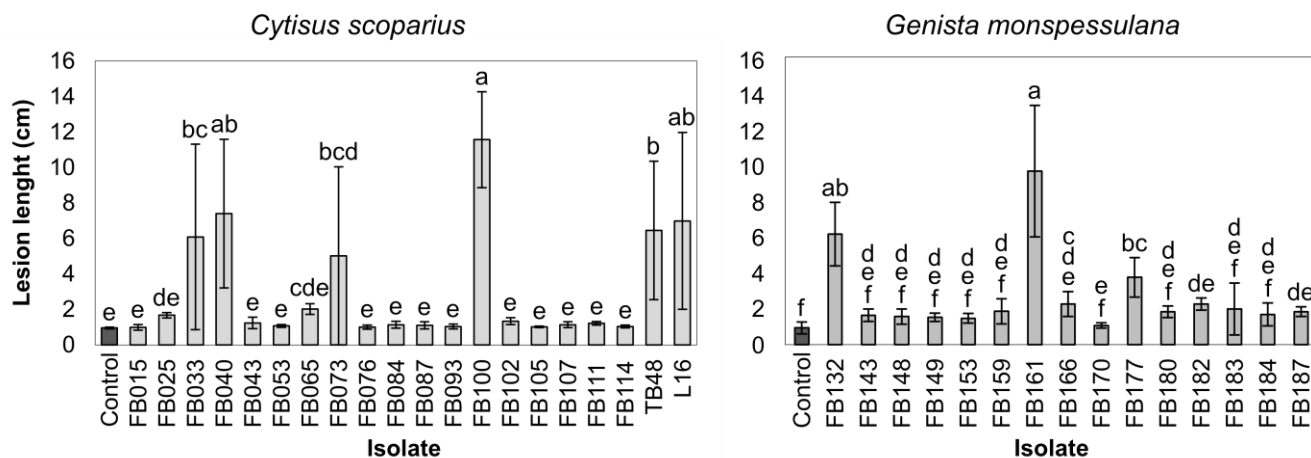 Cytisus scoparius
Lesion lenght (cm)
16
14
12
10
8
6
4
2
0
e
e
de
bc
ab
e
e
cde
bcd
e
e
e
e
a
e
e
e
e
e
b
ab
Control
FB015
FB025
FB033
FB040
FB043
FB053
FB065
FB073
FB076
FB084
FB087
FB093
FB100
FB102
FB105
FB107
FB111
FB114
TB48
L16
Isolate
Genista monspessulana
16
14
12
10
8
6
4
2
0
f
ab
d
e
f
d
e
f
d
e
f
d
e
f
d
e
f
a
c
d
e
e
f
bc
d
e
f
de
d
e
f
d
e
f
de
Control
FB132
FB143
FB148
FB149
FB153
FB159
FB161
FB166
FB170
FB177
FB180
FB182
FB183
FB184
FB187
Isolate